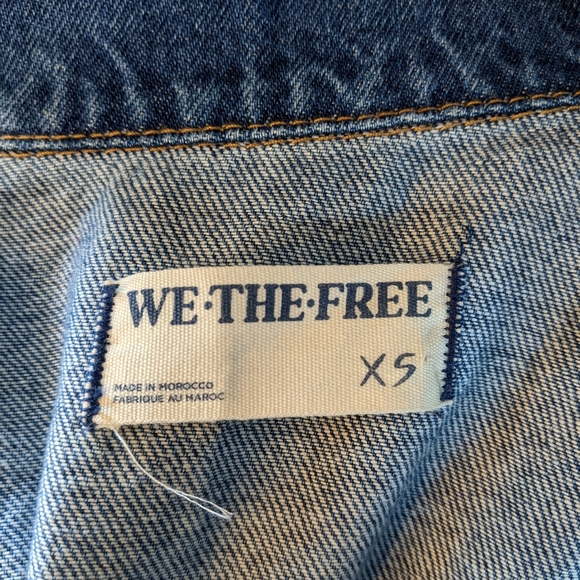 WE·THE·FREE
XS
MADE IN MOROCCO
FABRIQUE AU MAROC